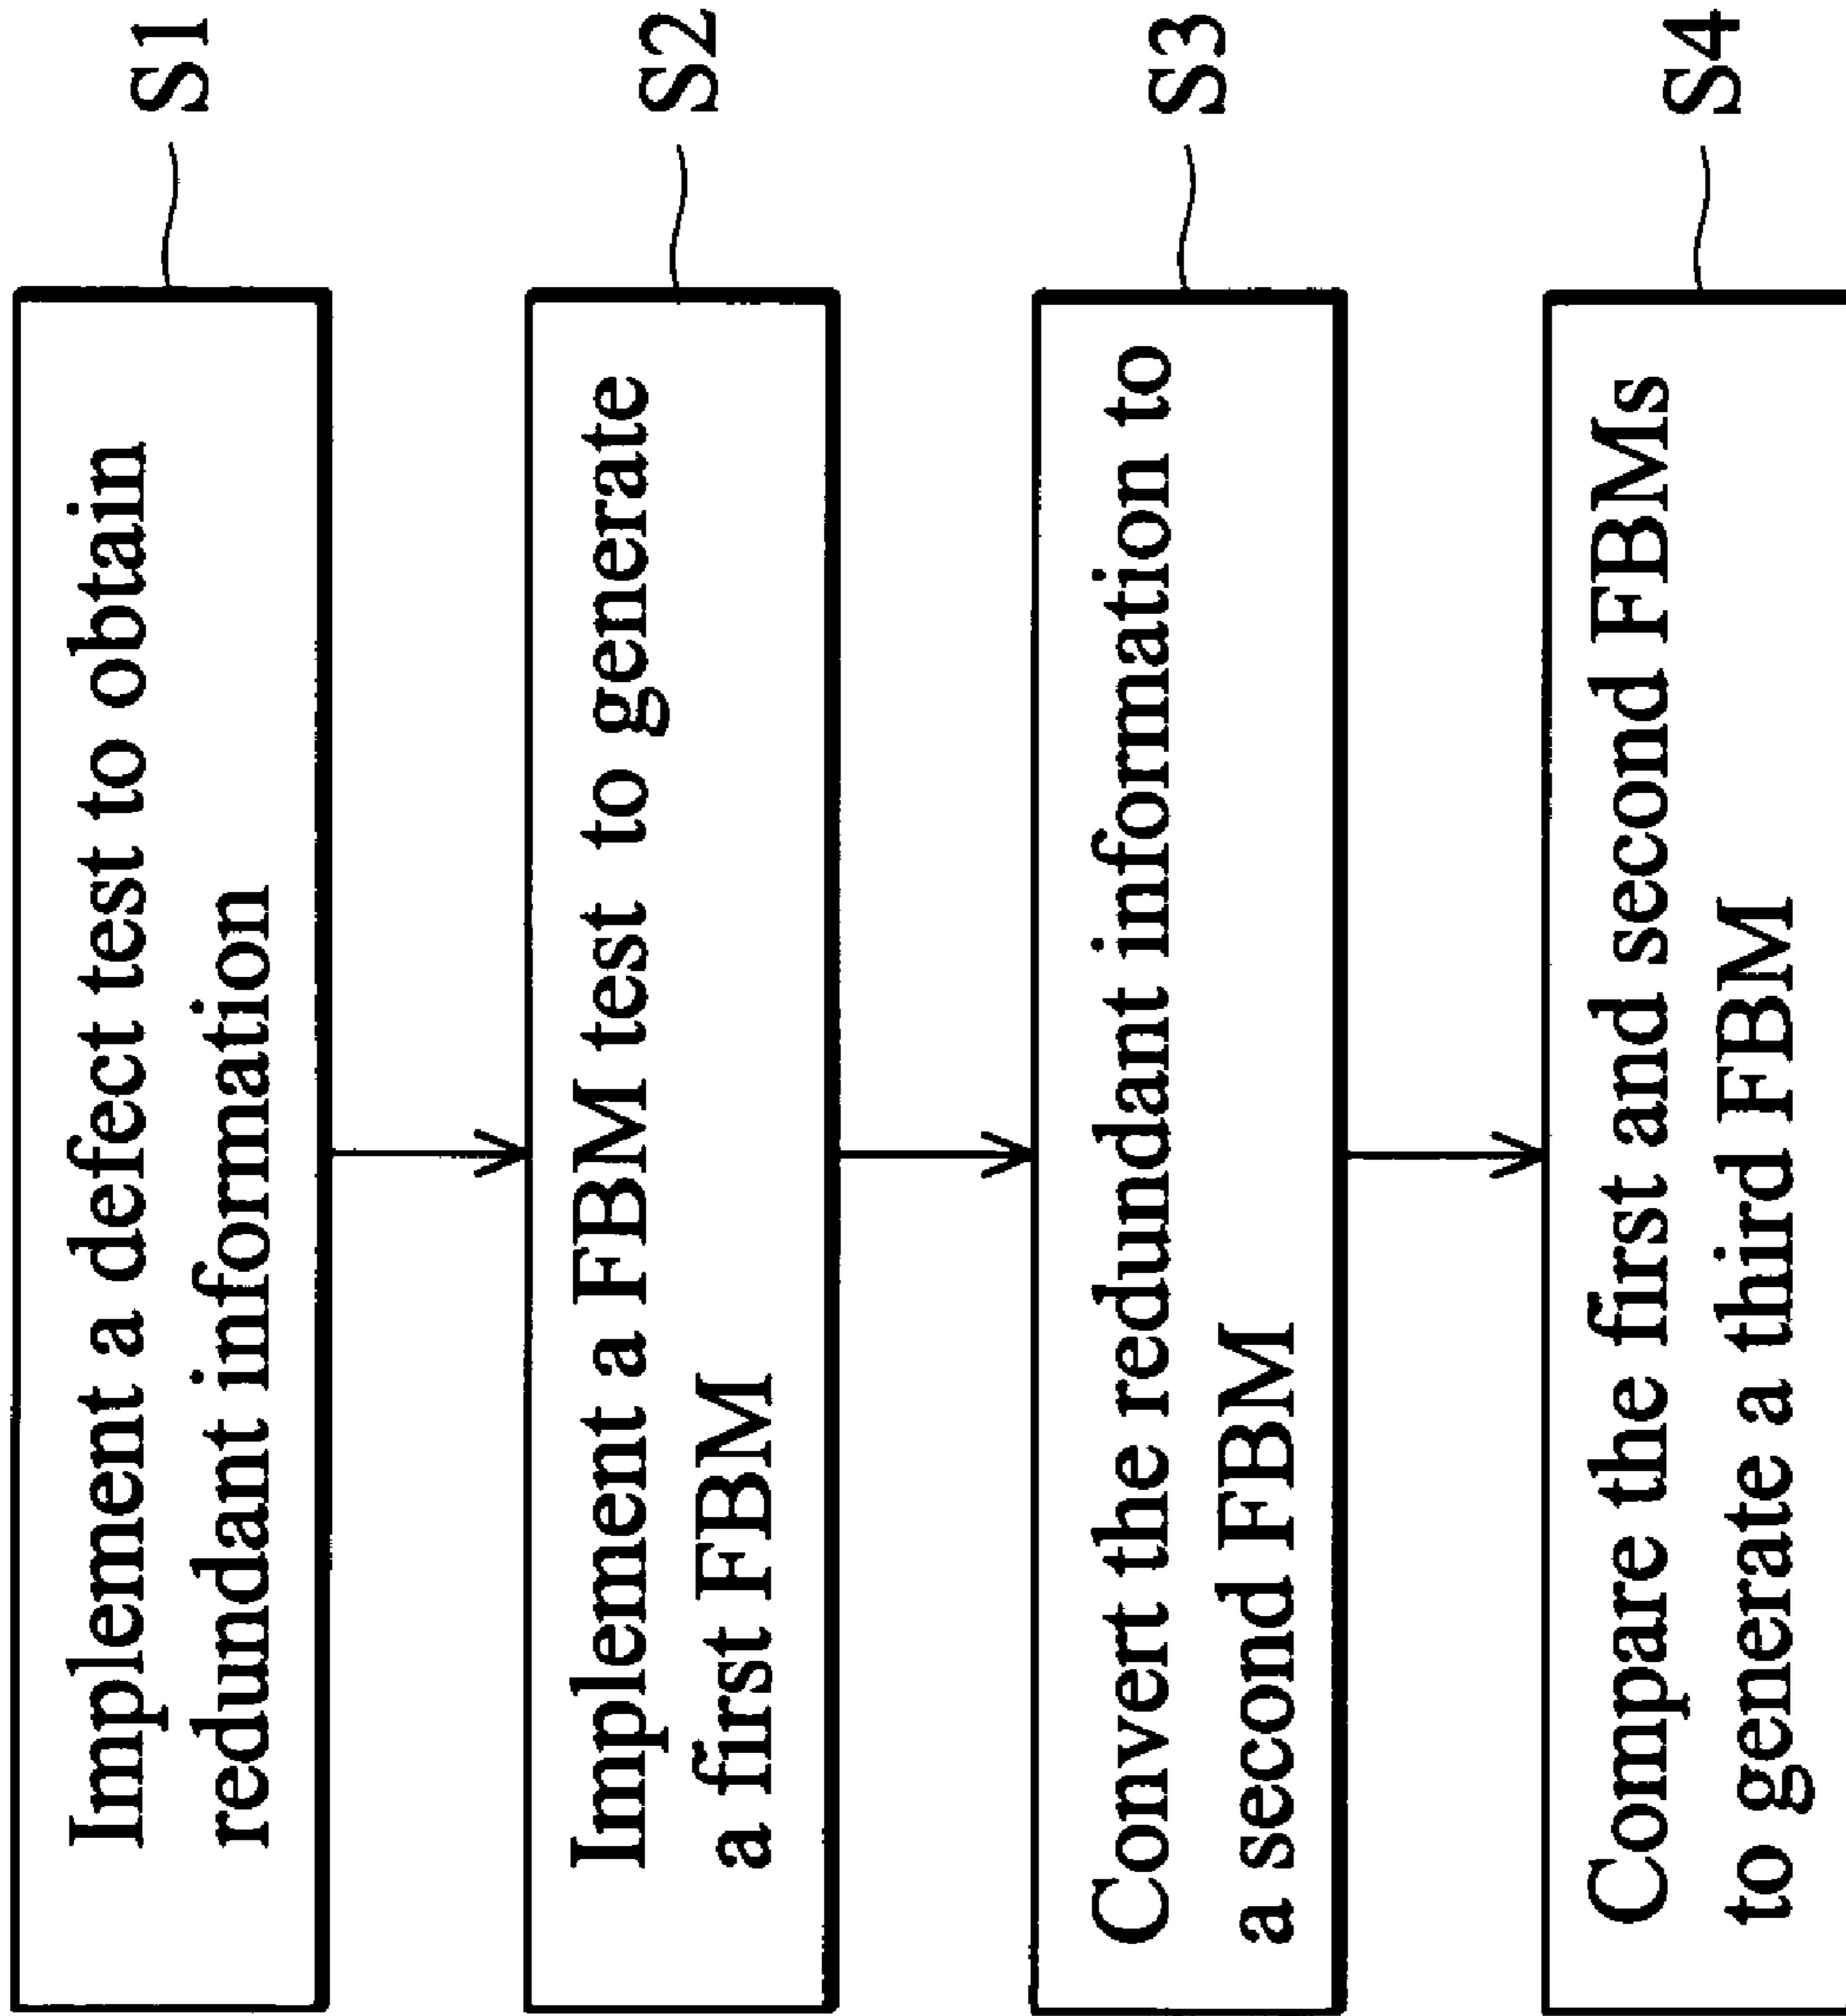 Implement a defect test to obtain
redundant information
S1
Implement a FBM test to generate
a first FBM
S2
Convert the redundant information to
a second FBM
S3
Compare the first and second FBMs
to generate a third FBM
S4